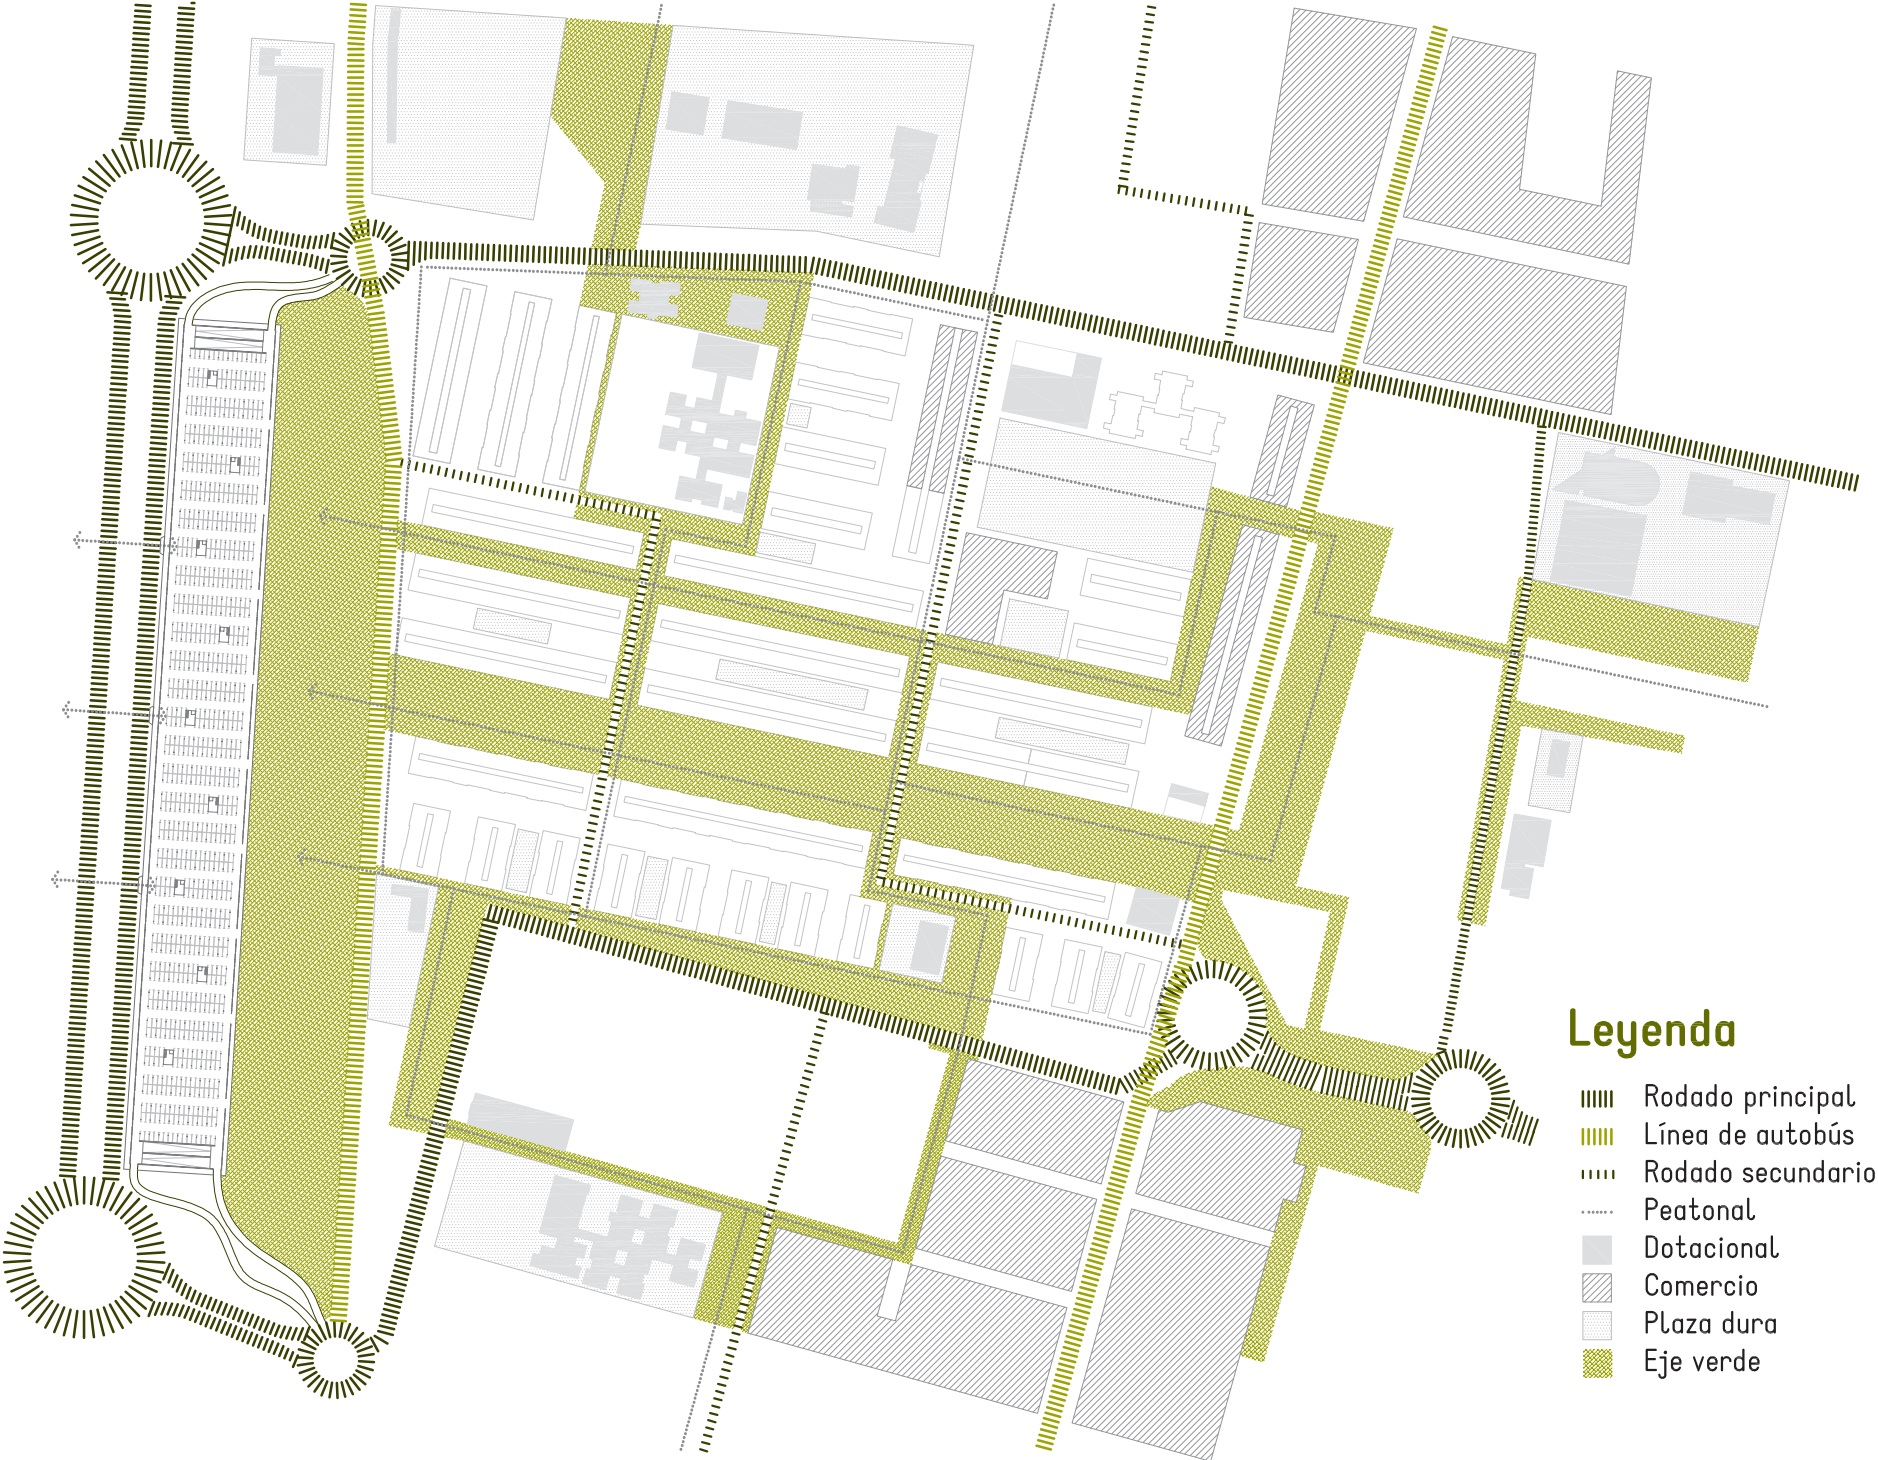 Leyenda
Rodado principal
Línea de autobús
Rodado secundario
Peatonal
Dotacional
Comercio
Plaza dura
Eje verde